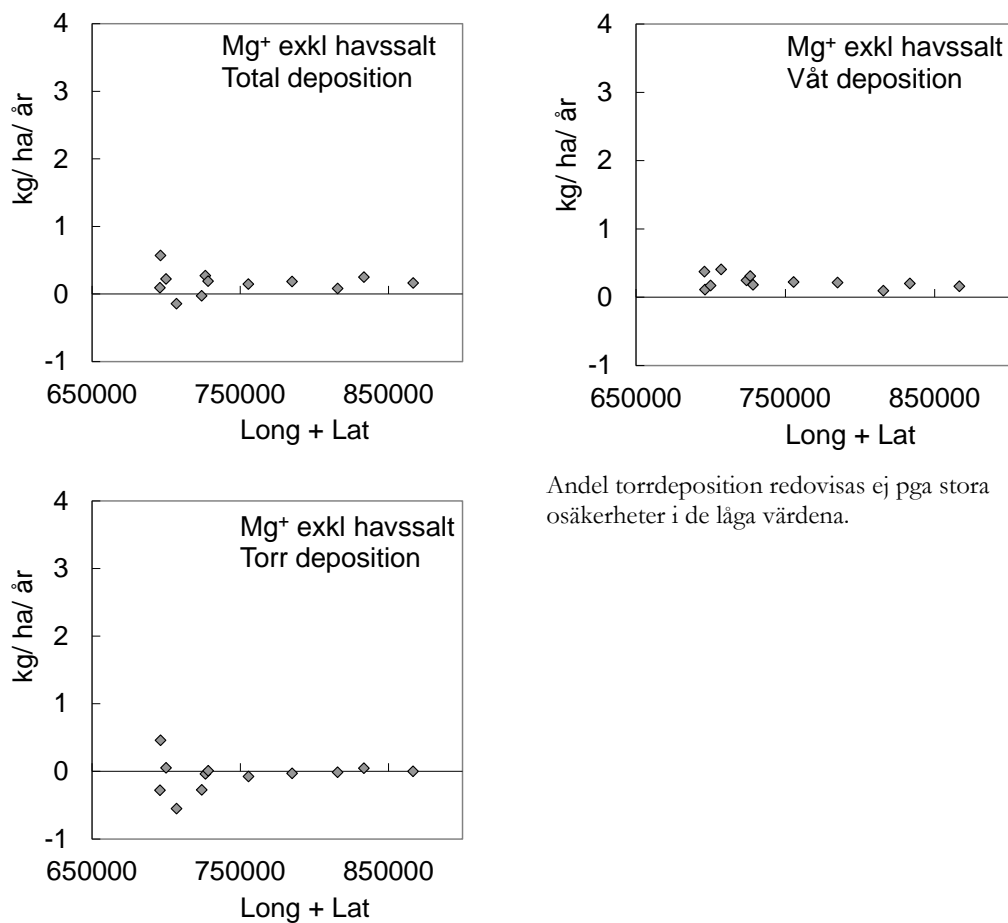 Mg⁺ exkl havssalt
Total deposition
kg/ ha/ år
4
3
2
1
0
-1
650000 750000 850000
Long + Lat
Mg⁺ exkl havssalt
Våt deposition
kg/ ha/ år
4
3
2
1
0
-1
650000 750000 850000
Long + Lat
Andel torrdeposition redovisas ej pga stora
osäkerheter i de låga värdena.
Mg⁺ exkl havssalt
Torr deposition
kg/ ha/ år
4
3
2
1
0
-1
650000 750000 850000
Long + Lat